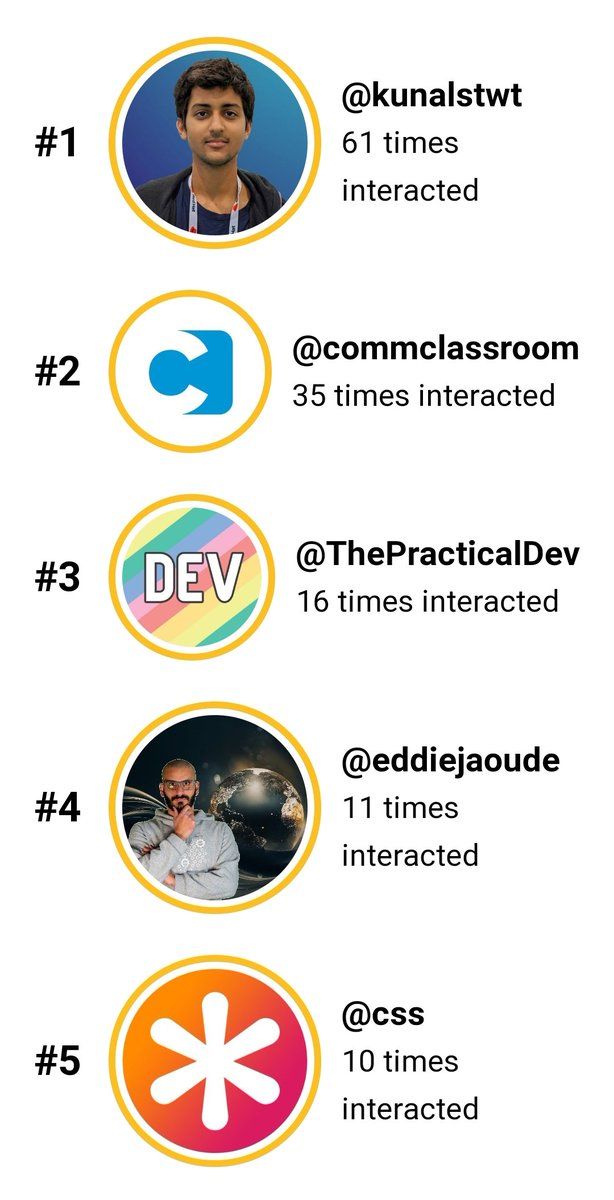 #1
@kunalstwt
61 times
interacted
#2
@commclassroom
35 times interacted
#3
DEV
@ThePracticalDev
16 times interacted
#4
@eddiejaoude
11 times
interacted
#5
@css
10 times
interacted